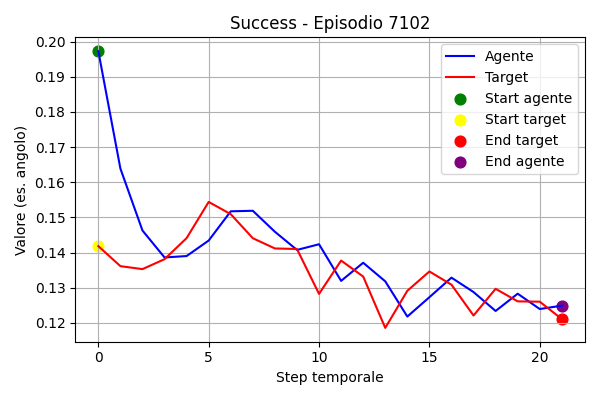 Success - Episodio 7102
Valore (es. angolo)
0.20
0.19
0.18
0.17
0.16
0.15
0.14
0.13
0.12
Agente
Target
Start agente
Start target
End target
End agente
0
5
10
15
20
Step temporale